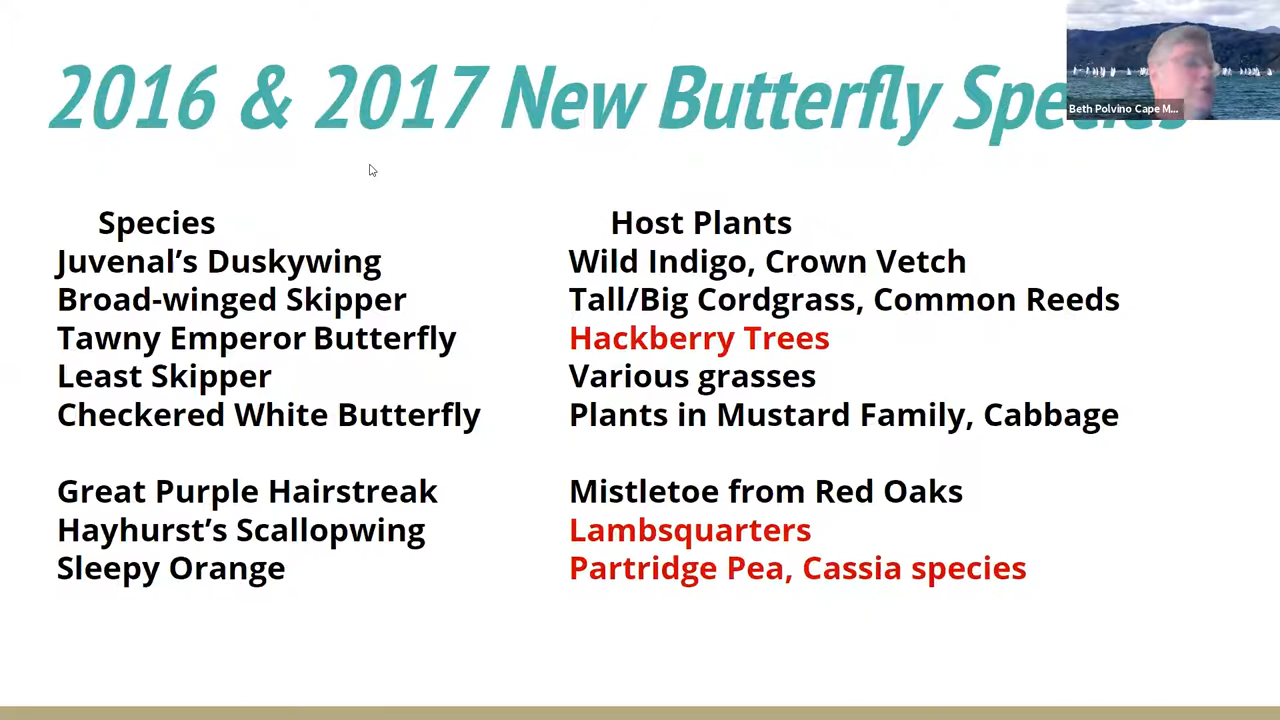 2016 & 2017 New Butterfly Species
Beth Polvino Cape M...
Species
Host Plants
Juvenal’s Duskywing
Wild Indigo, Crown Vetch
Broad-winged Skipper
Tall/Big Cordgrass, Common Reeds
Tawny Emperor Butterfly
Hackberry Trees
Least Skipper
Various grasses
Checkered White Butterfly
Plants in Mustard Family, Cabbage
Great Purple Hairstreak
Mistletoe from Red Oaks
Hayhurst’s Scallopwing
Lambsquarters
Sleepy Orange
Partridge Pea, Cassia species